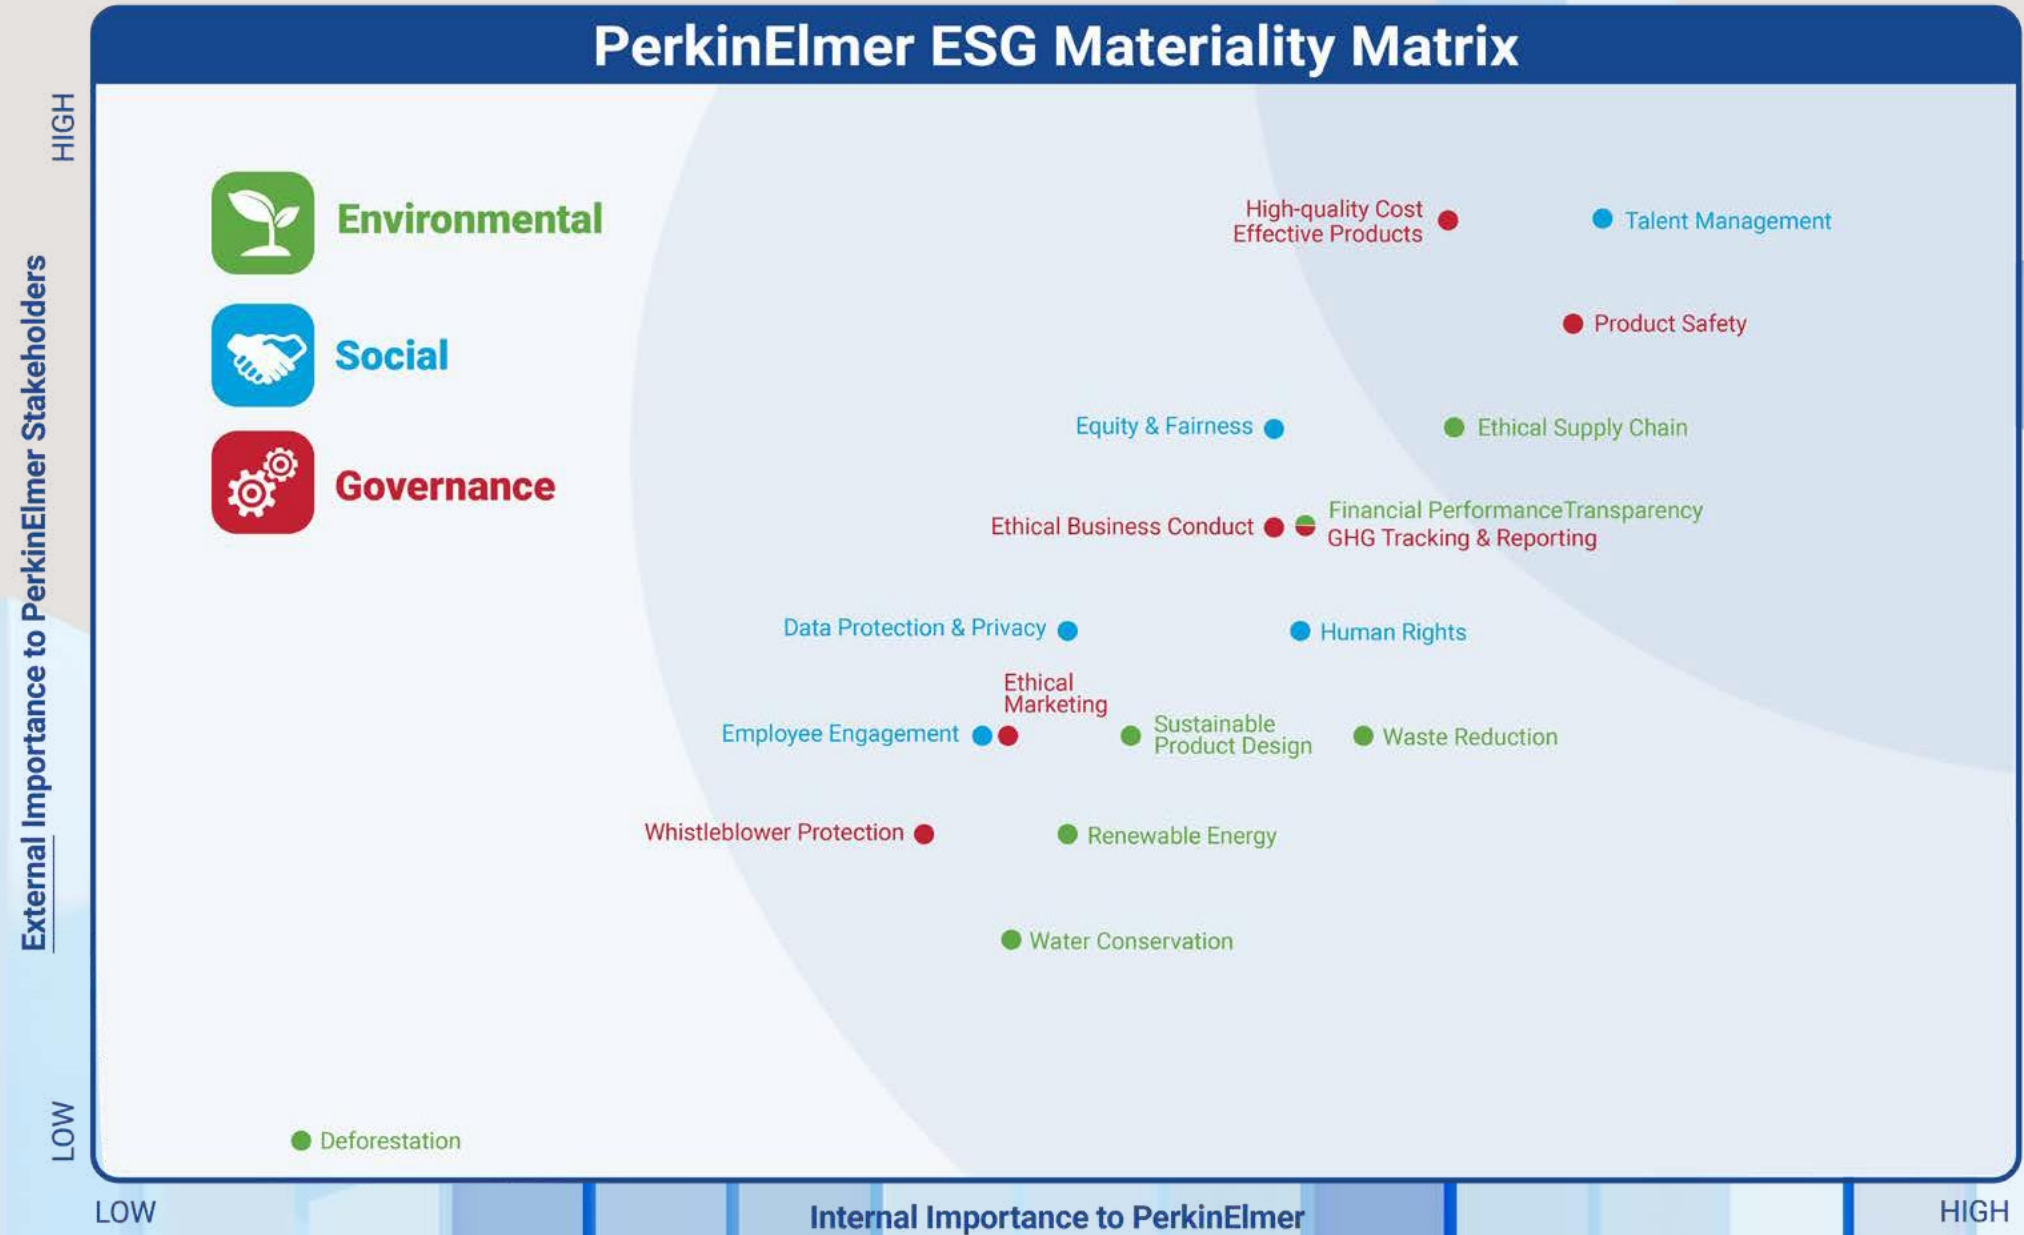 PerkinElmer ESG Materiality Matrix
HIGH
External Importance to PerkinElmer Stakeholders
LOW
Environmental
Social
Governance
High-quality Cost
Effective Products
Talent Management
Product Safety
Equity & Fairness
Ethical Supply Chain
Ethical Business Conduct
Financial PerformanceTransparency
GHG Tracking & Reporting
Data Protection & Privacy
Human Rights
Ethical
Marketing
Employee Engagement
Sustainable
Product Design
Waste Reduction
Whistleblower Protection
Renewable Energy
Water Conservation
Deforestation
LOW
Internal Importance to PerkinElmer
HIGH